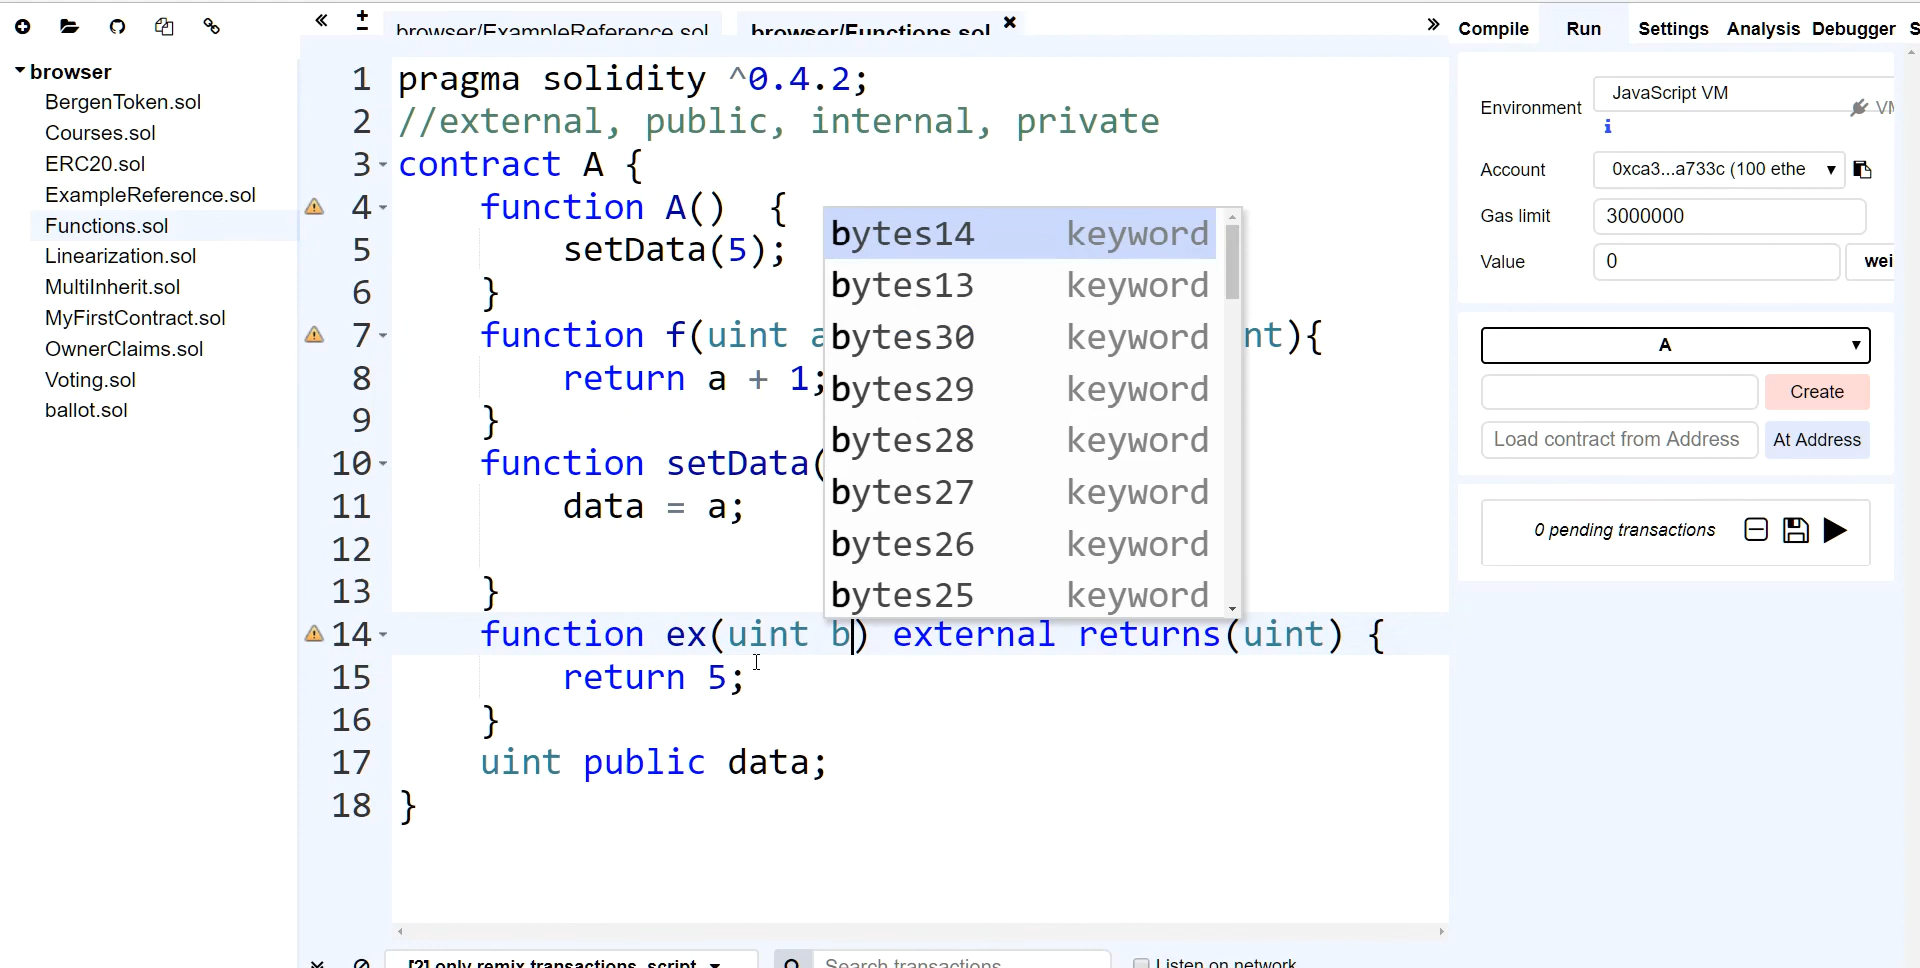 browser
BergenToken.sol
Courses.sol
ERC20.sol
ExampleReference.sol
Functions.sol
Linearization.sol
MultiInherit.sol
MyFirstContract.sol
OwnerClaims.sol
Voting.sol
ballot.sol
« browser/ExampleReference.sol browser/Functions.sol ×
1 pragma solidity ^0.4.2;
2 //external, public, internal, private
3 contract A {
4 function A() {
5 setData(5);
6 }
7 function f(uint a nt){
8 return a + 1;
9 }
10 function setData(
11 data = a;
12
13 }
14 function ex(uint b) external returns(uint) {
15 return 5;
16 }
17 uint public data;
18 }
bytes14 keyword
bytes13 keyword
bytes30 keyword
bytes29 keyword
bytes28 keyword
bytes27 keyword
bytes26 keyword
bytes25 keyword
[2] only remix transactions, script
Search transactions
Listen on network
» Compile Run Settings Analysis Debugger S
Environment JavaScript VM VM
i
Account 0xca3...a733c (100 ethe
Gas limit 3000000
Value 0 wei
A
Create
Load contract from Address At Address
0 pending transactions